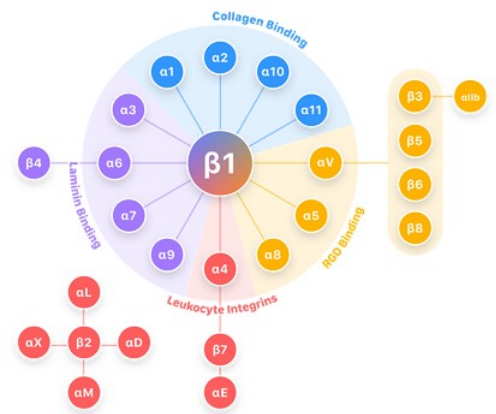 Collagen Binding
α1
α2
α10
α11
α3
β1
αV
β3
αIIb
β5
β6
β8
β4
α6
α7
α9
α4
α8
α5
Laminin Binding
RGD Binding
Leukocyte Integrins
αL
αX
β2
αD
αM
β7
αE